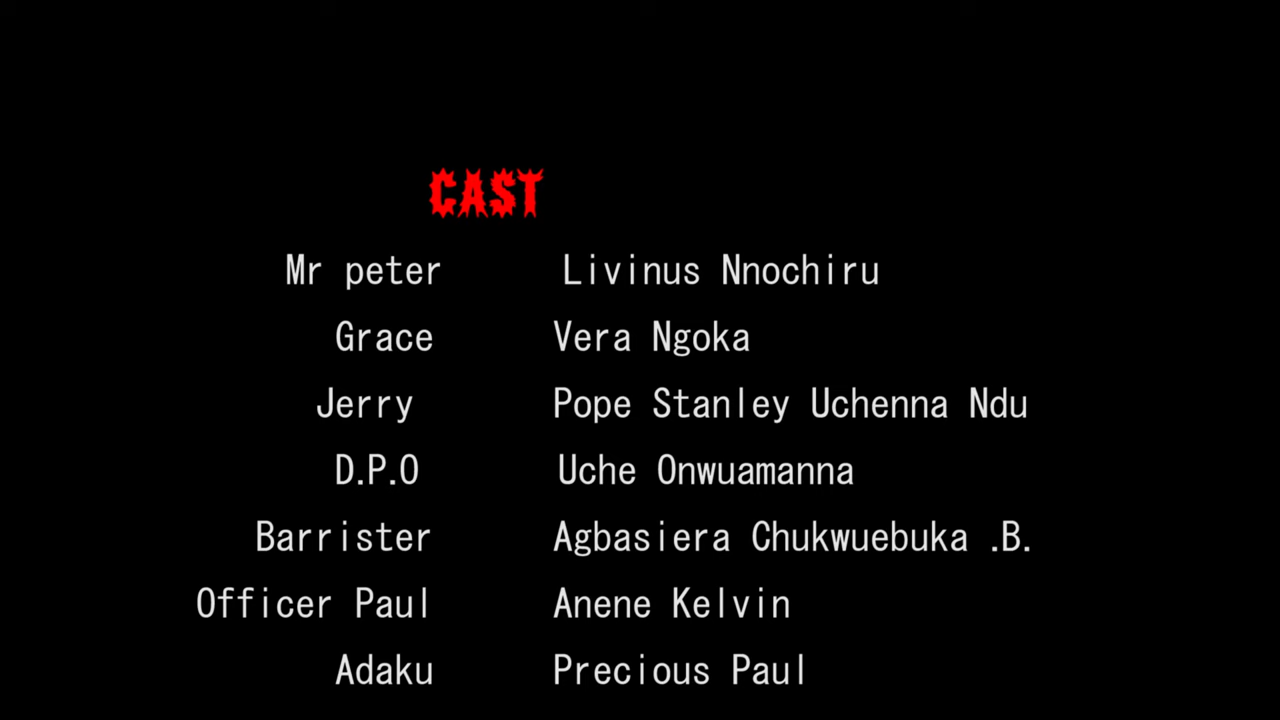 CAST
Mr peter Livinus Nnochiru
Grace Vera Ngoka
Jerry Pope Stanley Uchenna Ndu
D.P.O Uche Onwuamanna
Barrister Agbasiera Chukwuebuka .B.
Officer Paul Anene Kelvin
Adaku Precious Paul